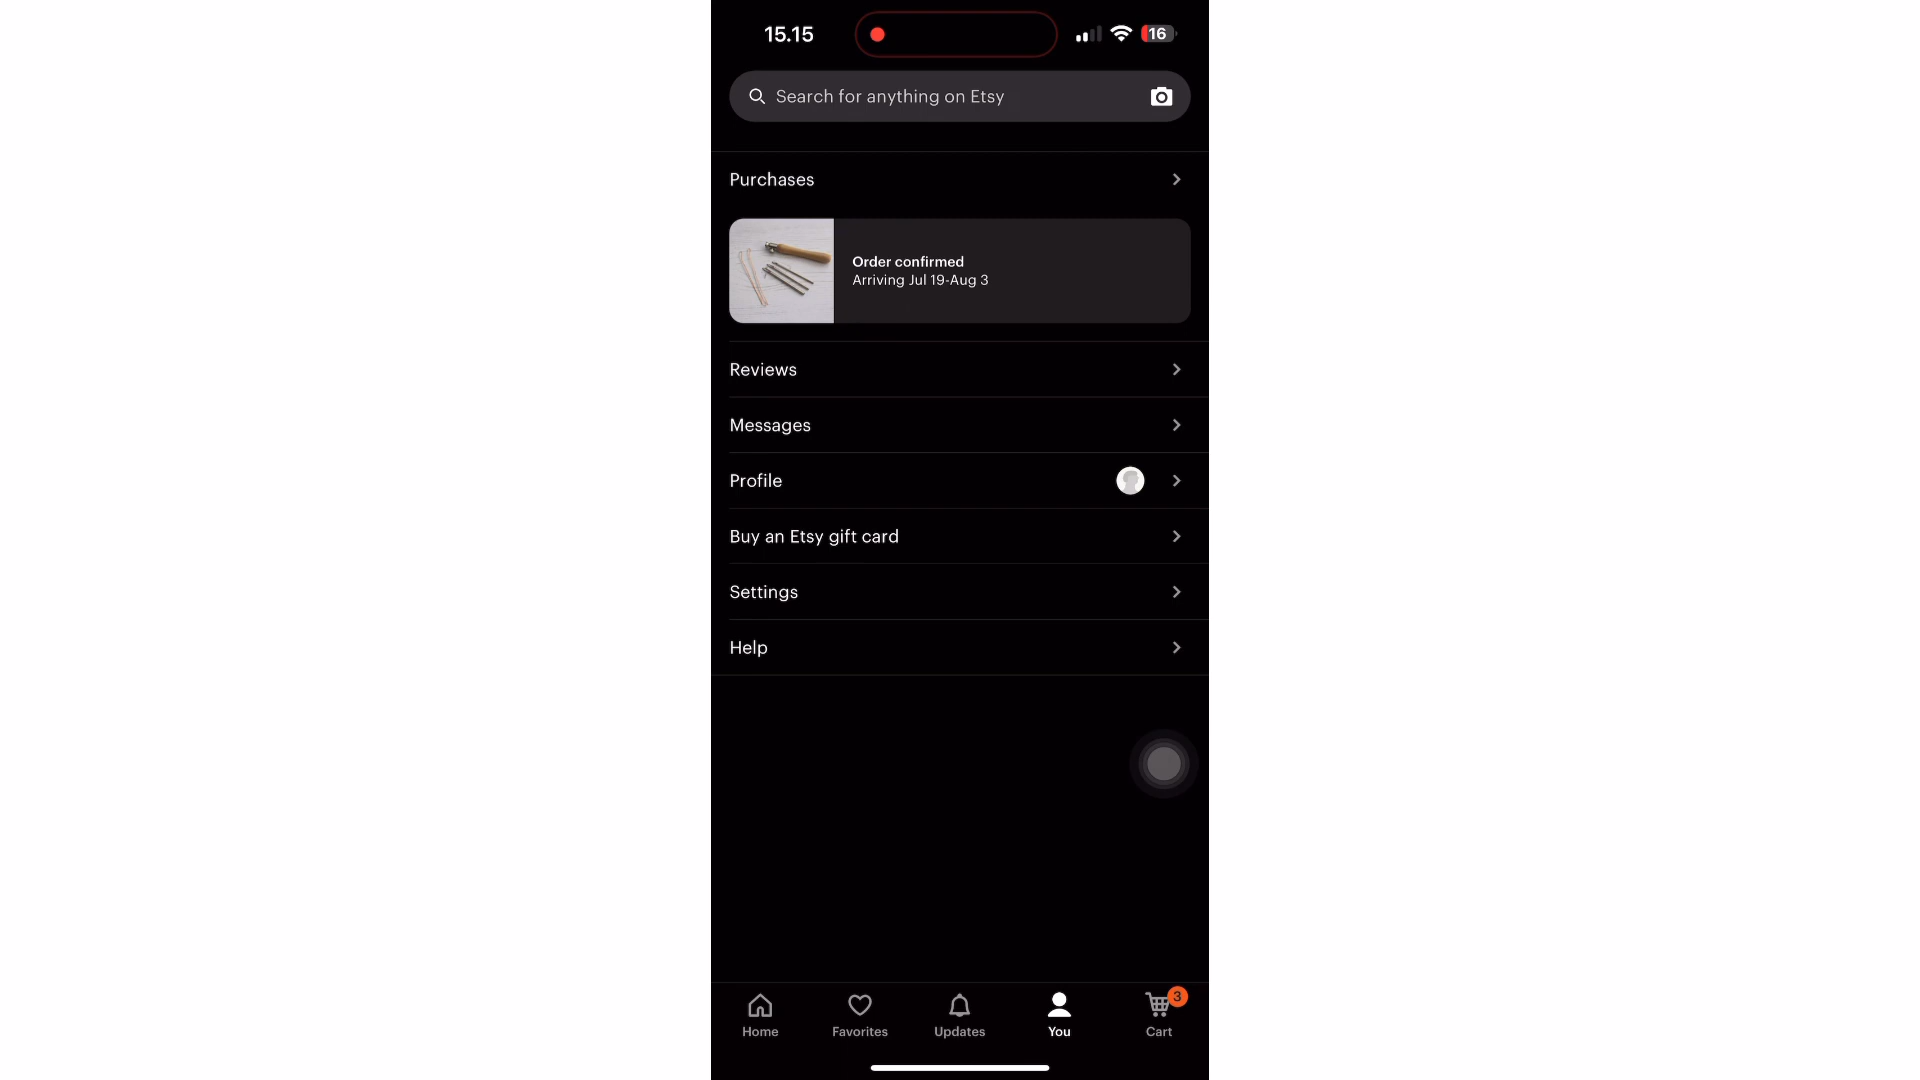 15.15
16
Search for anything on Etsy
Purchases
Order confirmed
Arriving Jul 19-Aug 3
Reviews
Messages
Profile
Buy an Etsy gift card
Settings
Help
3
Home
Favorites
Updates
You
Cart